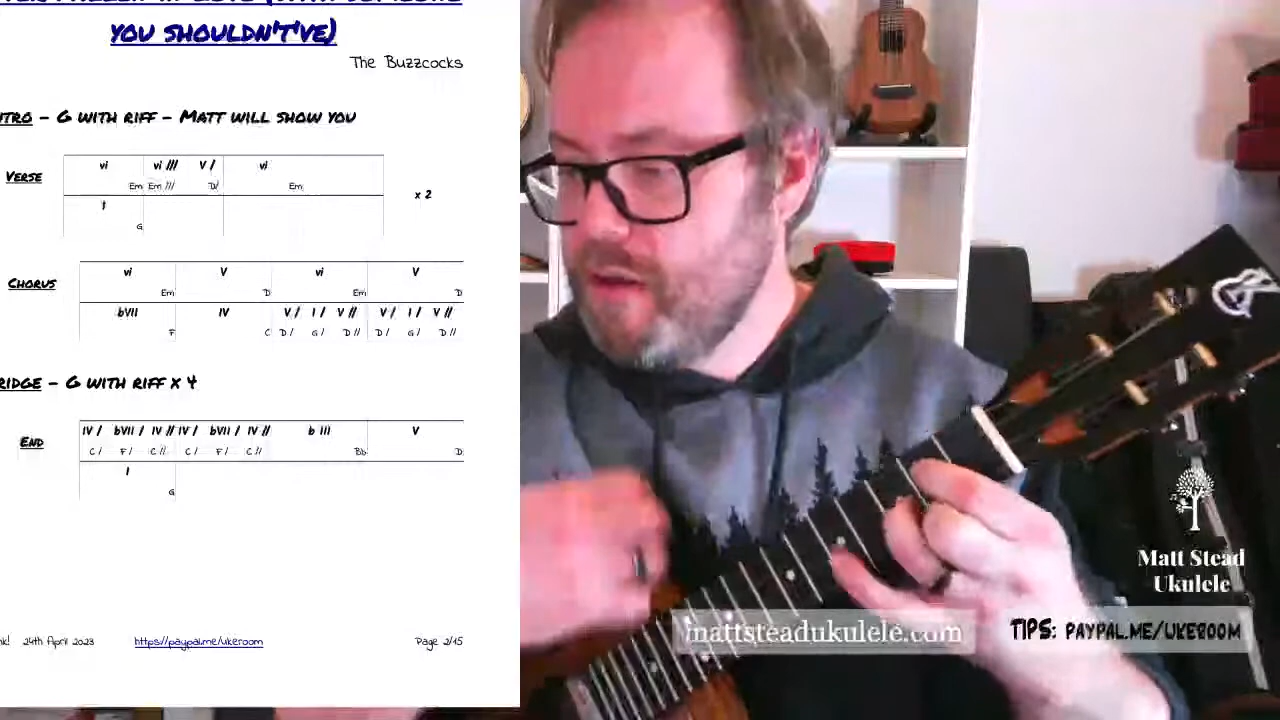 YOU SHOULDN'T'VE)
The Buzzcocks
TRO - G WITH RIFF - MATT WILL SHOW YOU
VERSE
vi vi /// V / vi
Em Em /// D/ Em
x 2
I
G
CHORUS
vi V vi V
Em D Em D
bVII IV V / I / V // V / I / V //
F C D / G / D // D / G / D //
RIDGE - G WITH RIFF X 4
END
IV / bVII / IV // IV / bVII / IV // b III V
C / F / C // C / F / C // Bb D
I
G
nk! 24th April 2023 https://paypal.me/ukeroom Page 2/15
Matt Stead
Ukulele
mattsteadukulele.com
TIPS: PAYPAL.ME/UKEROOM